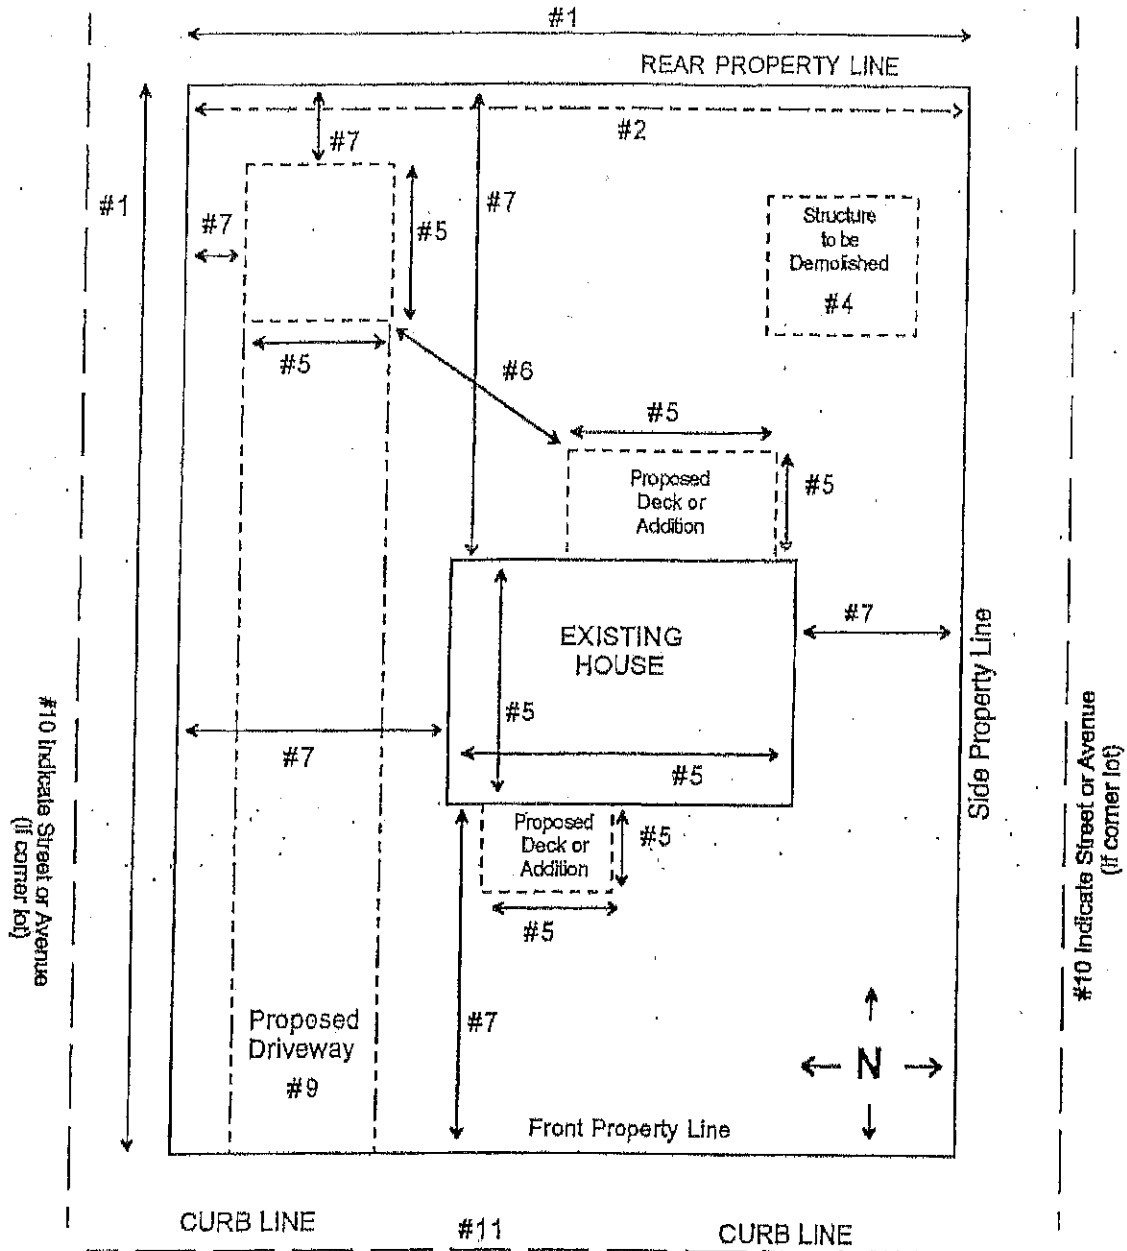 #1
REAR PROPERTY LINE
#2
#7
#1
#7
#7
#5
Structure
to be
Demolished
#4
#5
#6
#5
Proposed
Deck or
Addition
#5
EXISTING
HOUSE
#7
#5
#7
#5
Side Property Line
#10 Indicate Street or Avenue
(if corner lot)
#10 Indicate Street or Avenue
(if corner lot)
Proposed
Deck or
Addition
#5
#5
#7
Proposed
Driveway
#9
N
Front Property Line
CURB LINE
#11
CURB LINE